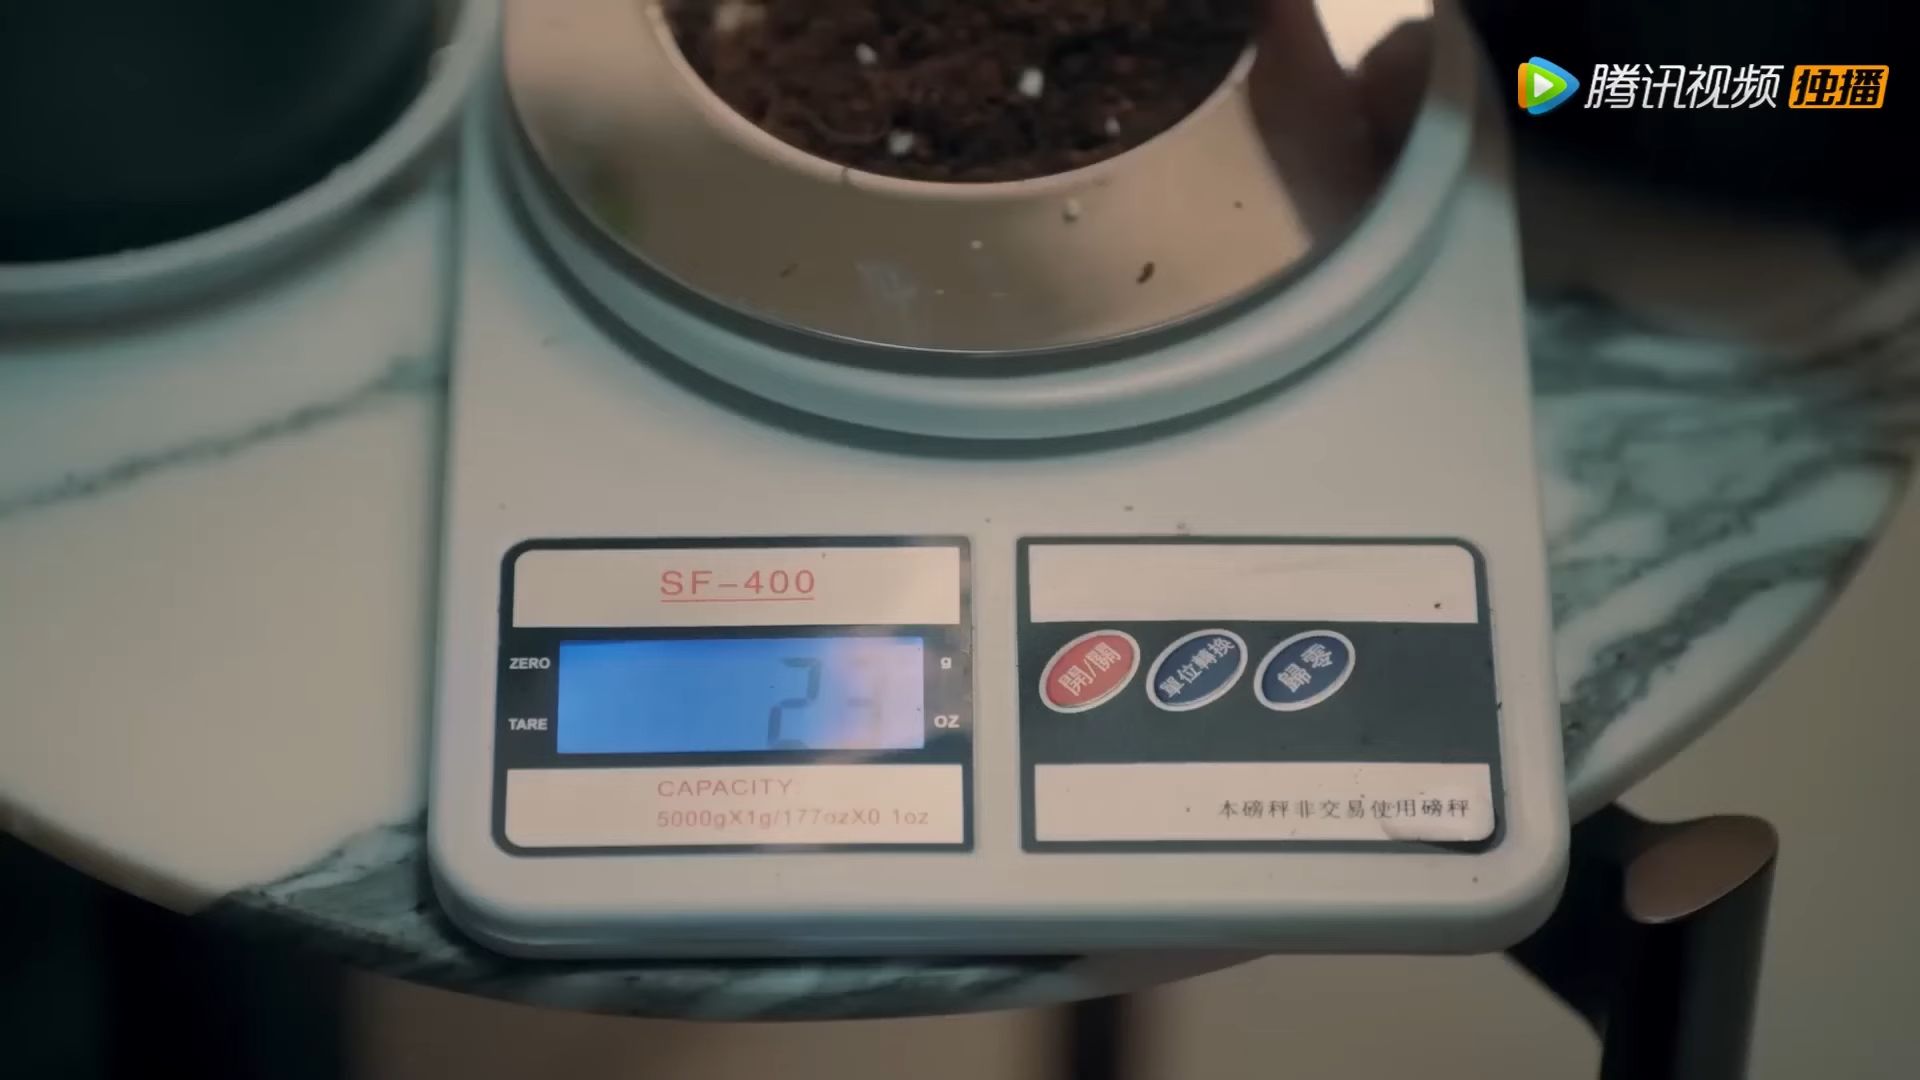 腾讯视频 独播
SF-400
ZERO
g
TARE
OZ
CAPACITY:
5000gX1g/177ozX0.1oz
開/關
單位轉換
歸零
本磅秤非交易使用磅秤